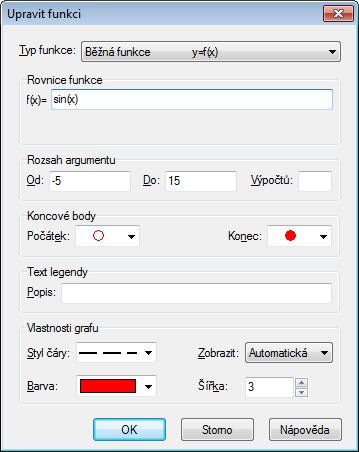 Upravit funkci
Typ funkce: Běžná funkce y=f(x)
Rovnice funkce
f(x)= sin(x)
Rozsah argumentu
Od: -5 Do: 15 Výpočtů:
Koncové body
Počátek: Konec:
Text legendy
Popis:
Vlastnosti grafu
Styl čáry: Zobrazit: Automatická
Barva: Šířka: 3
OK Storno Nápověda